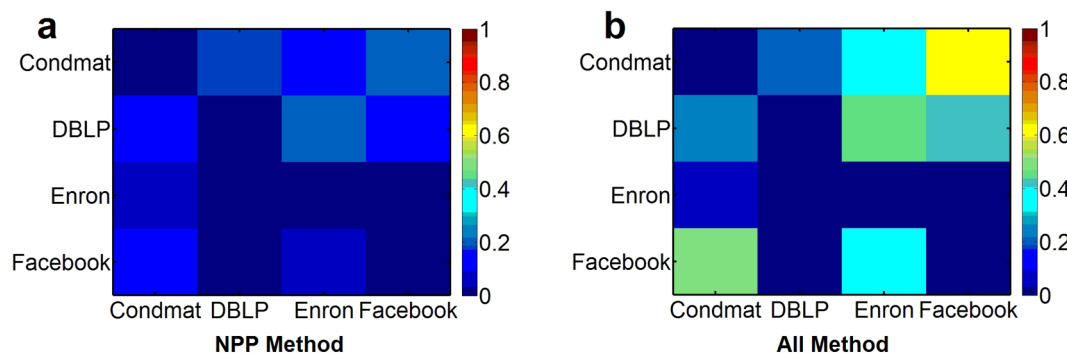 a
Condmat
DBLP
Enron
Facebook
Condmat DBLP Enron Facebook
NPP Method
1
0.8
0.6
0.4
0.2
0
b
Condmat
DBLP
Enron
Facebook
Condmat DBLP Enron Facebook
All Method
1
0.8
0.6
0.4
0.2
0